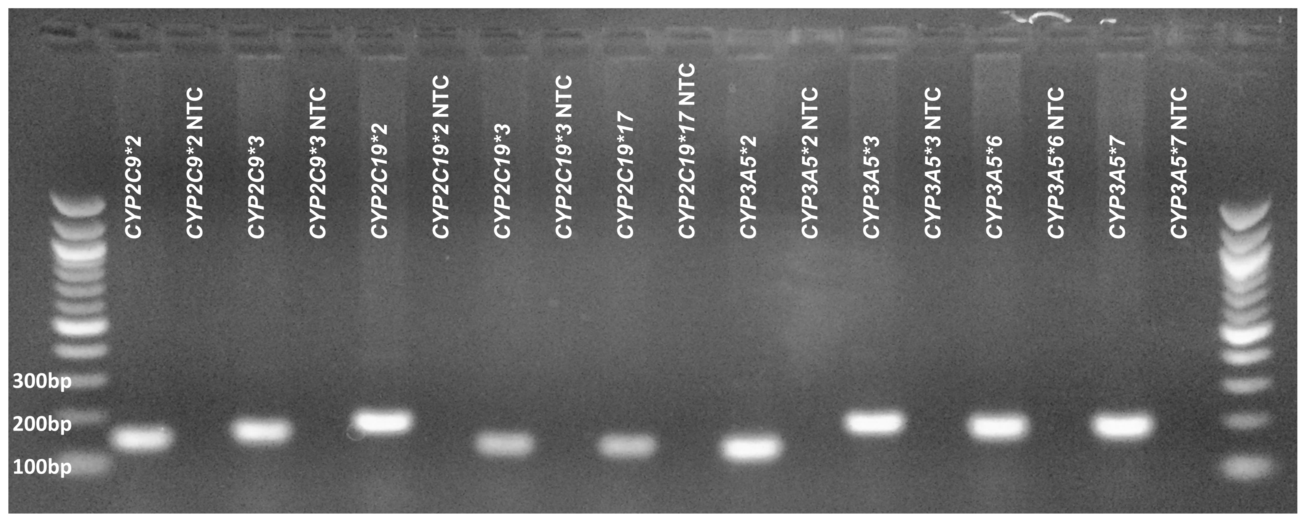 CYP2C9*2
CYP2C9*2 NTC
CYP2C9*3
CYP2C9*3 NTC
CYP2C19*2
CYP2C19*2 NTC
CYP2C19*3
CYP2C19*3 NTC
CYP2C19*17
CYP2C19*17 NTC
CYP3A5*2
CYP3A5*2 NTC
CYP3A5*3
CYP3A5*3 NTC
CYP3A5*6
CYP3A5*6 NTC
CYP3A5*7
CYP3A5*7 NTC
300bp
200bp
100bp